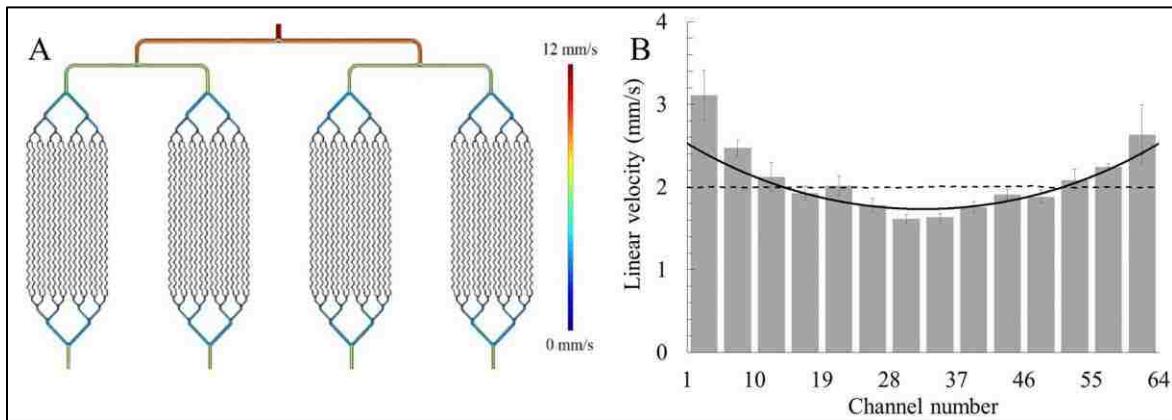 A
12 mm/s
0 mm/s
B
Linear velocity (mm/s)
4
3
2
1
0
1 10 19 28 37 46 55 64
Channel number